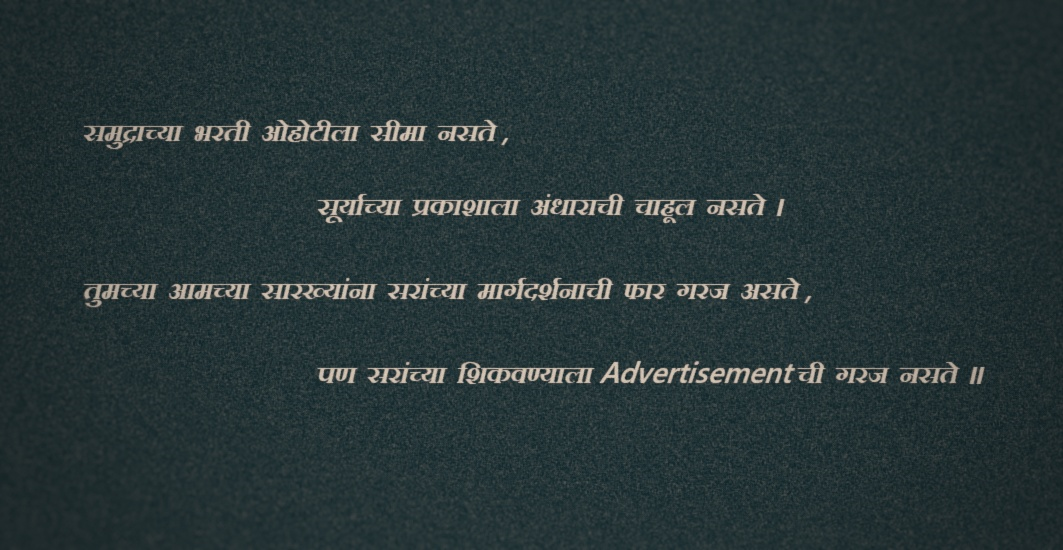 समुद्राच्या भरती ओहोटीला सीमा नसते,
सूर्याच्या प्रकाशाला अंधाराची चाहूल नसते ।
तुमच्या आमच्या सारख्यांना सरांच्या मार्गदर्शनाची फार गरज असते,
पण सरांच्या शिकवण्याला Advertisement ची गरज नसते ॥